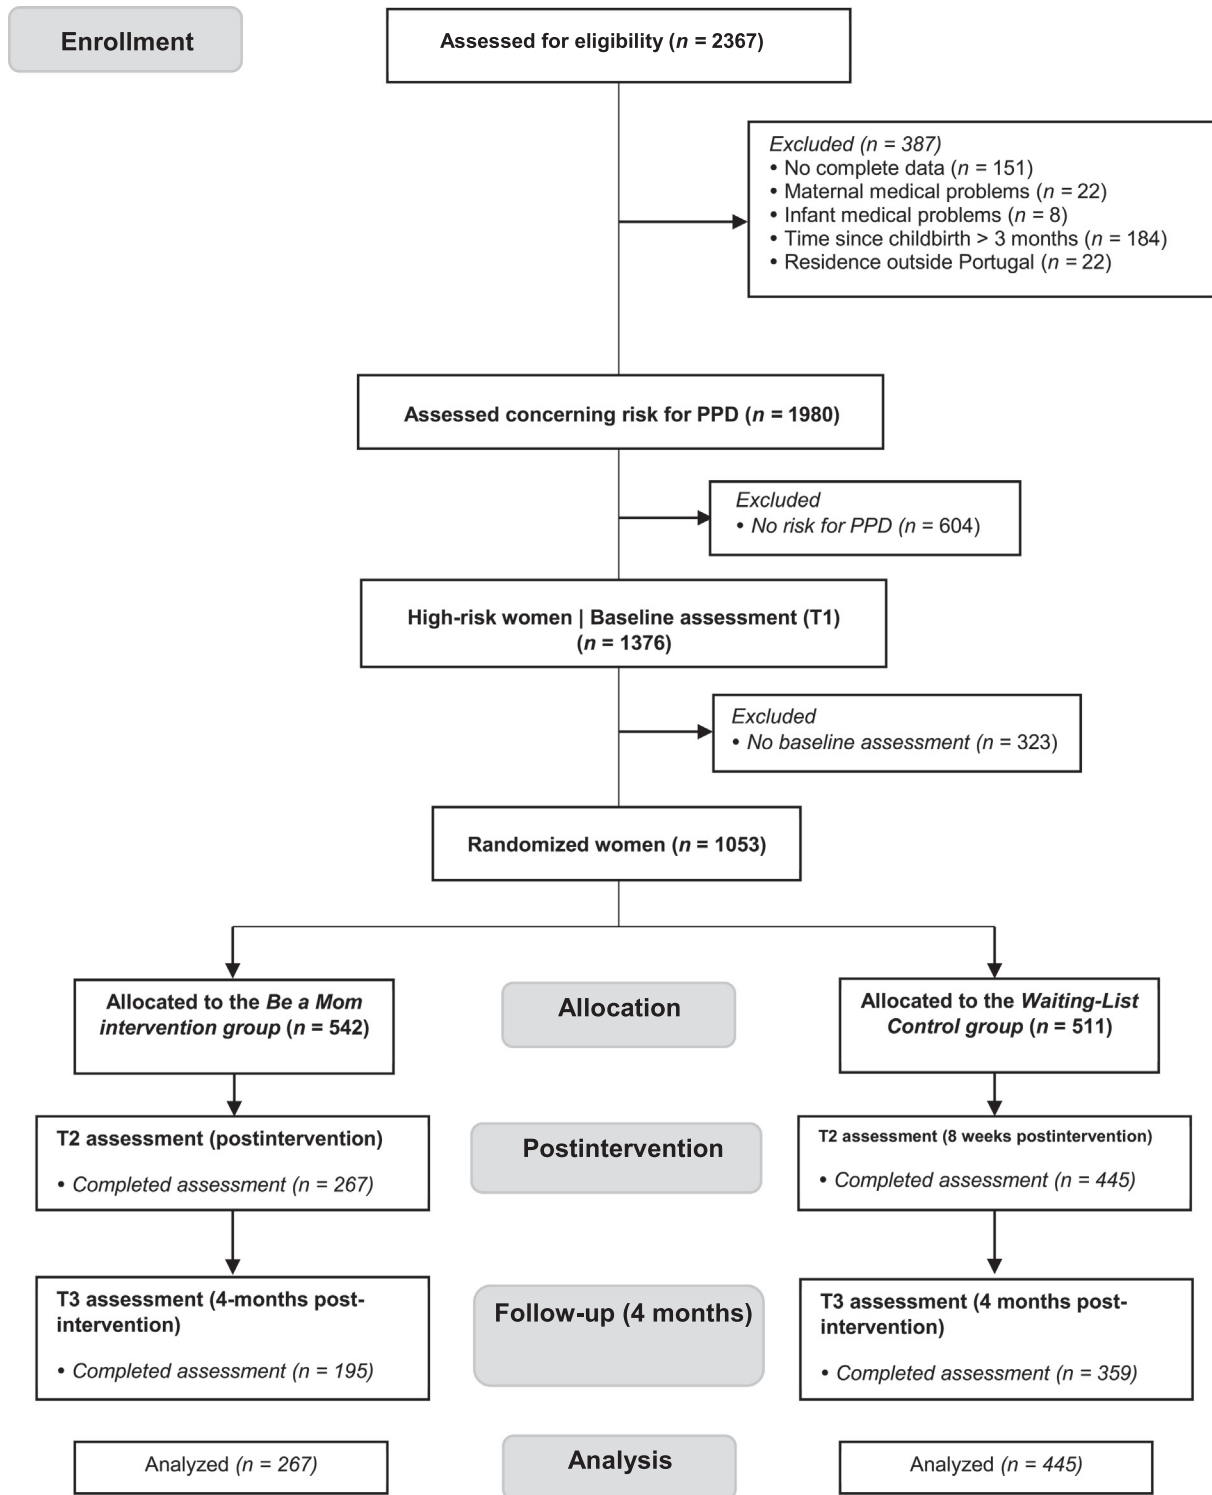 Enrollment
Assessed for eligibility (n = 2367)
Excluded (n = 387)
• No complete data (n = 151)
• Maternal medical problems (n = 22)
• Infant medical problems (n = 8)
• Time since childbirth > 3 months (n = 184)
• Residence outside Portugal (n = 22)
Assessed concerning risk for PPD (n = 1980)
Excluded
• No risk for PPD (n = 604)
High-risk women | Baseline assessment (T1)
(n = 1376)
Excluded
• No baseline assessment (n = 323)
Randomized women (n = 1053)
Allocated to the Be a Mom
intervention group (n = 542)
Allocation
Allocated to the Waiting-List
Control group (n = 511)
T2 assessment (postintervention)
• Completed assessment (n = 267)
Postintervention
T2 assessment (8 weeks postintervention)
• Completed assessment (n = 445)
T3 assessment (4-months post-
intervention)
• Completed assessment (n = 195)
Follow-up (4 months)
T3 assessment (4 months post-
intervention)
• Completed assessment (n = 359)
Analyzed (n = 267)
Analysis
Analyzed (n = 445)